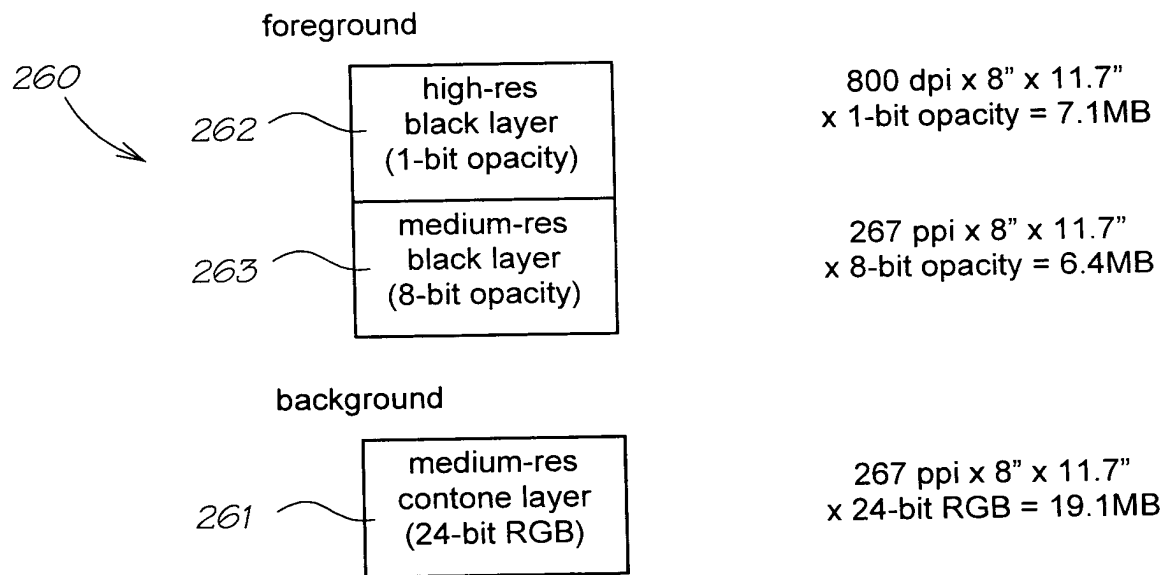 foreground
260
262
high-res
black layer
(1-bit opacity)
800 dpi x 8” x 11.7”
x 1-bit opacity = 7.1MB
263
medium-res
black layer
(8-bit opacity)
267 ppi x 8” x 11.7”
x 8-bit opacity = 6.4MB
background
261
medium-res
contone layer
(24-bit RGB)
267 ppi x 8” x 11.7”
x 24-bit RGB = 19.1MB